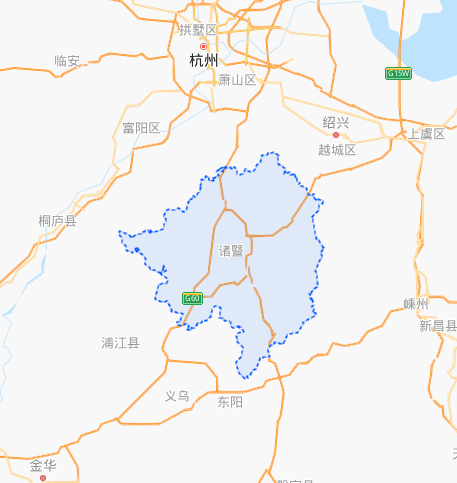 拱墅区
杭州
临安
G15W
萧山区
富阳区
绍兴
上虞区
越城区
桐庐县
诸暨
G60
嵊州
新昌县
浦江县
义乌
东阳
金华